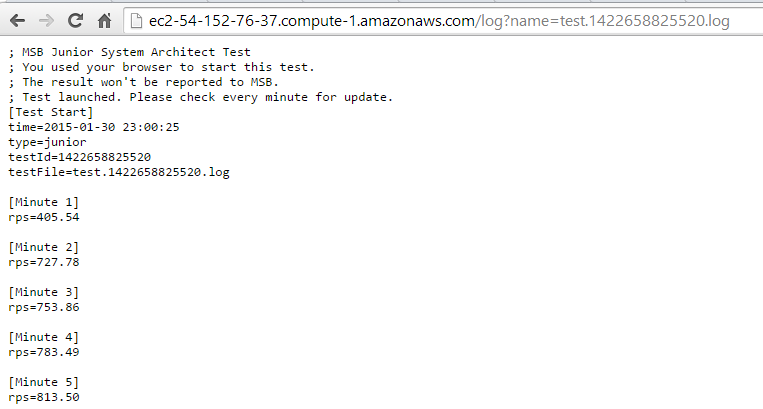 ec2-54-152-76-37.compute-1.amazonaws.com/log?name=test.1422658825520.log
; MSB Junior System Architect Test
; You used your browser to start this test.
; The result won't be reported to MSB.
; Test launched. Please check every minute for update.
[Test Start]
time=2015-01-30 23:00:25
type=junior
testId=1422658825520
testFile=test.1422658825520.log
[Minute 1]
rps=405.54
[Minute 2]
rps=727.78
[Minute 3]
rps=753.86
[Minute 4]
rps=783.49
[Minute 5]
rps=813.50